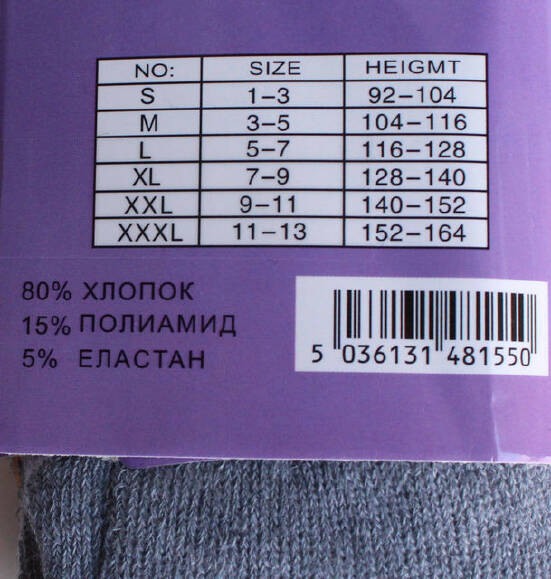 NO: SIZE HEIGMT
S 1-3 92-104
M 3-5 104-116
L 5-7 116-128
XL 7-9 128-140
XXL 9-11 140-152
XXXL 11-13 152-164
80% ХЛОПОК
15% ПОЛИАМИД
5% ЕЛАСТАН
5 036131 481550